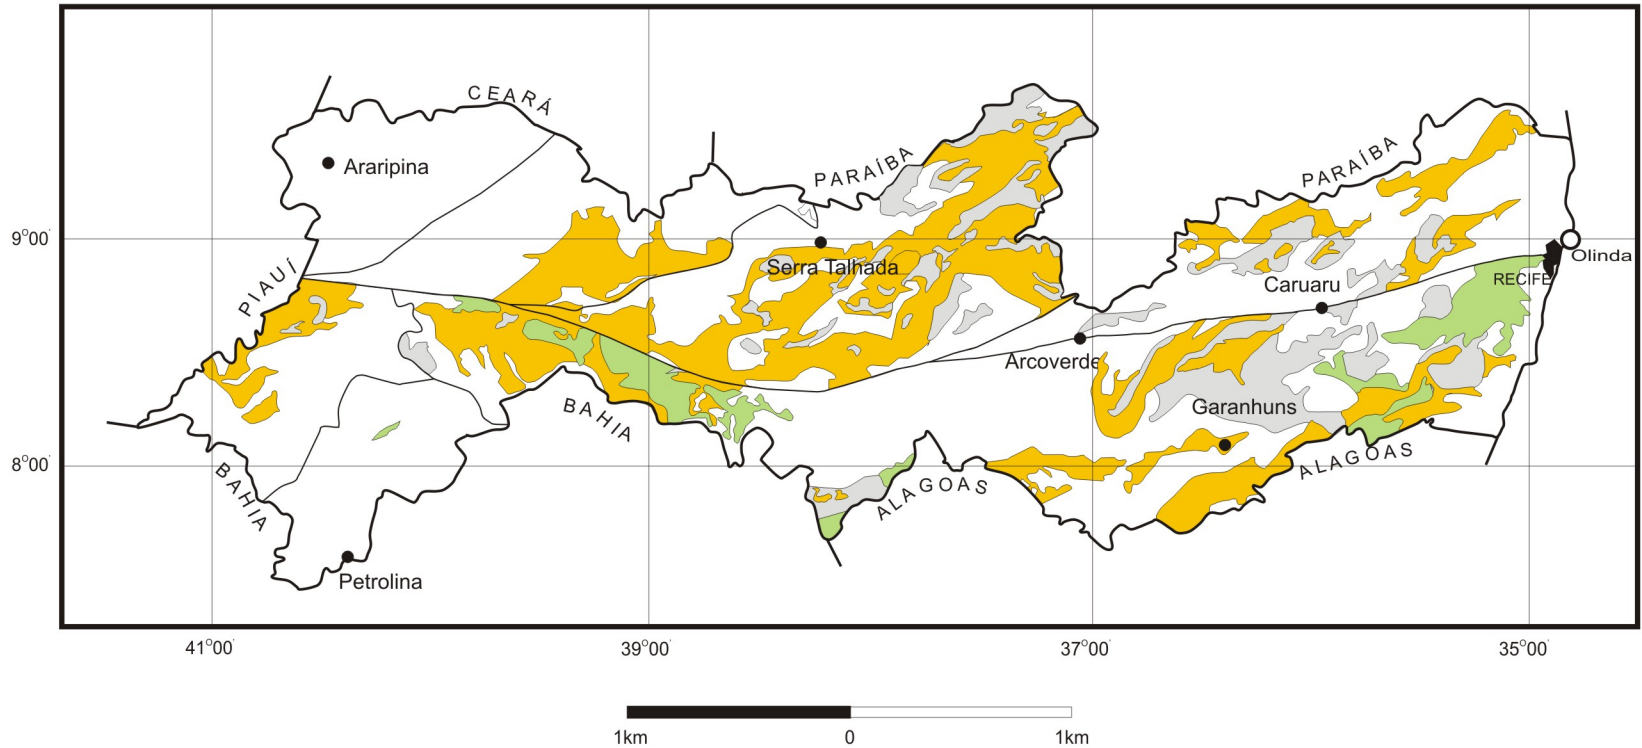 CEARÁ
Araripina
PARAÍBA
PARAÍBA
9°00'
PIAUÍ
Serra Talhada
Olinda
RECIFE
Caruaru
Arcoverde
BAHIA
Garanhuns
8°00'
BAHIA
ALAGOAS
ALAGOAS
Petrolina
41°00'
39°00'
37°00'
35°00'
1km
0
1km